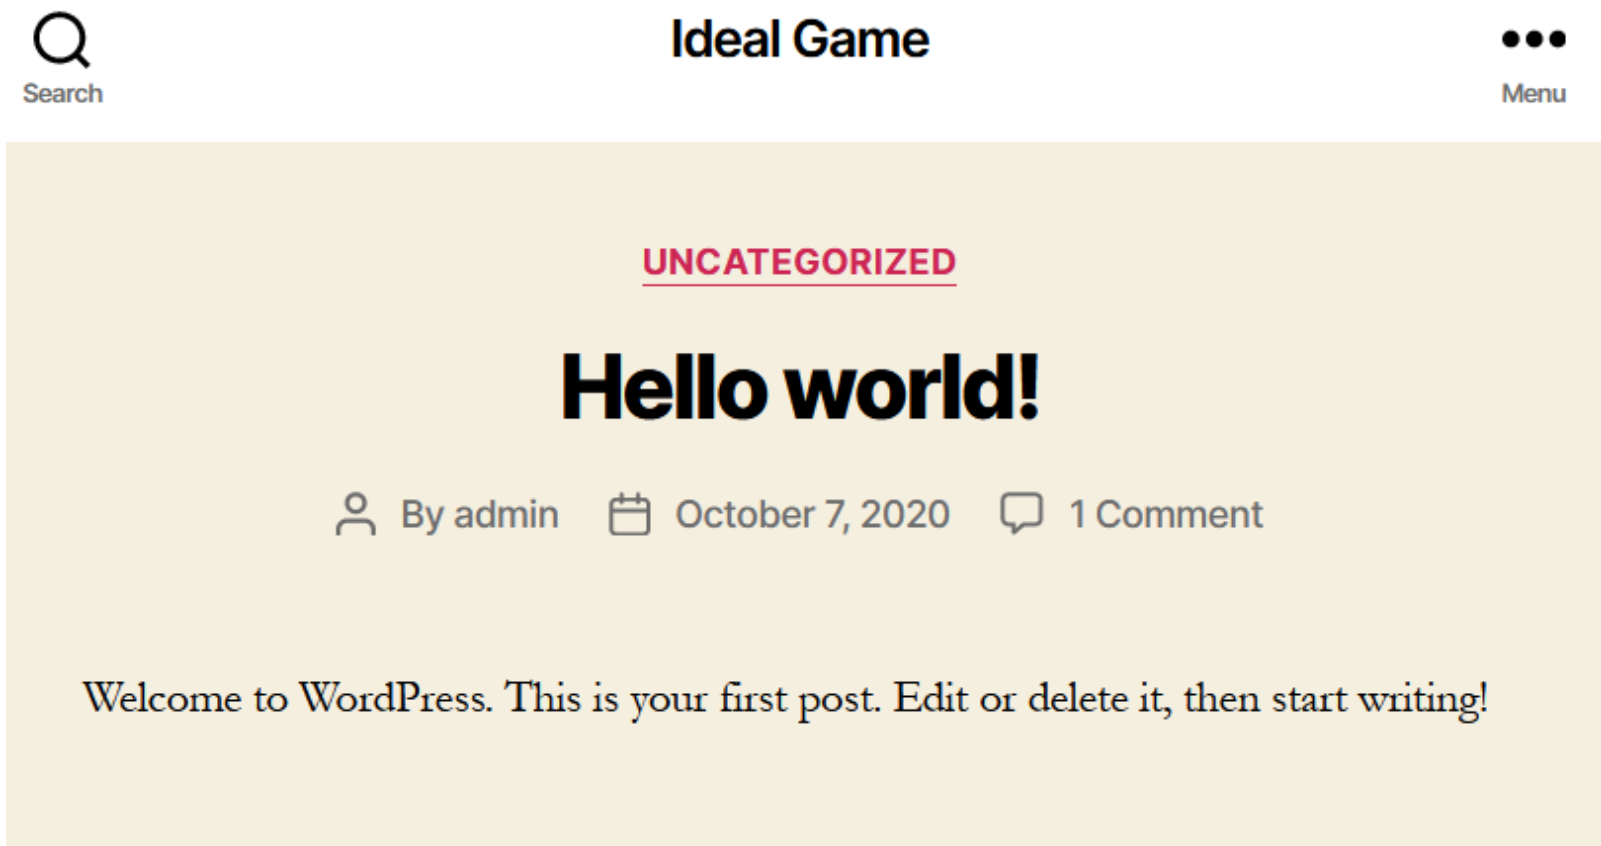 Ideal Game
Search
Menu
UNCATEGORIZED
Hello world!
By admin October 7, 2020 1 Comment
Welcome to WordPress. This is your first post. Edit or delete it, then start writing!